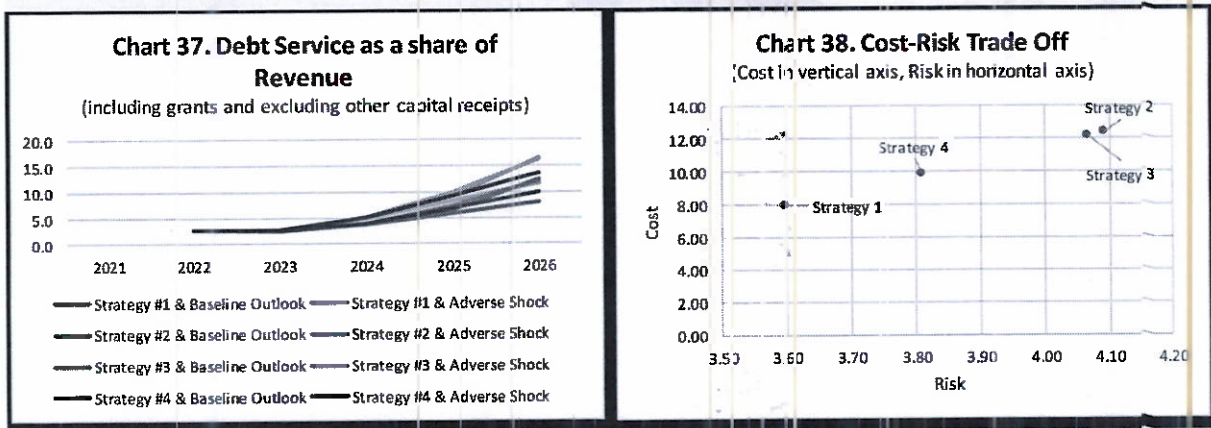 Chart 37. Debt Service as a share of
Revenue
(including grants and excluding other capital receipts)
20.0
15.0
10.0
5.0
0.0
2021 2022 2023 2024 2025 2026
Strategy #1 & Baseline Outlook Strategy #1 & Adverse Shock
Strategy #2 & Baseline Outlook Strategy #2 & Adverse Shock
Strategy #3 & Baseline Outlook Strategy #3 & Adverse Shock
Strategy #4 & Baseline Outlook Strategy #4 & Adverse Shock
Chart 38. Cost-Risk Trade Off
(Cost in vertical axis, Risk in horizontal axis)
14.00
12.00
10.00
8.00
6.00
4.00
2.00
0.00
Cost
Strategy 2
Strategy 4
Strategy 3
Strategy 1
3.50 3.60 3.70 3.80 3.90 4.00 4.10 4.20
Risk